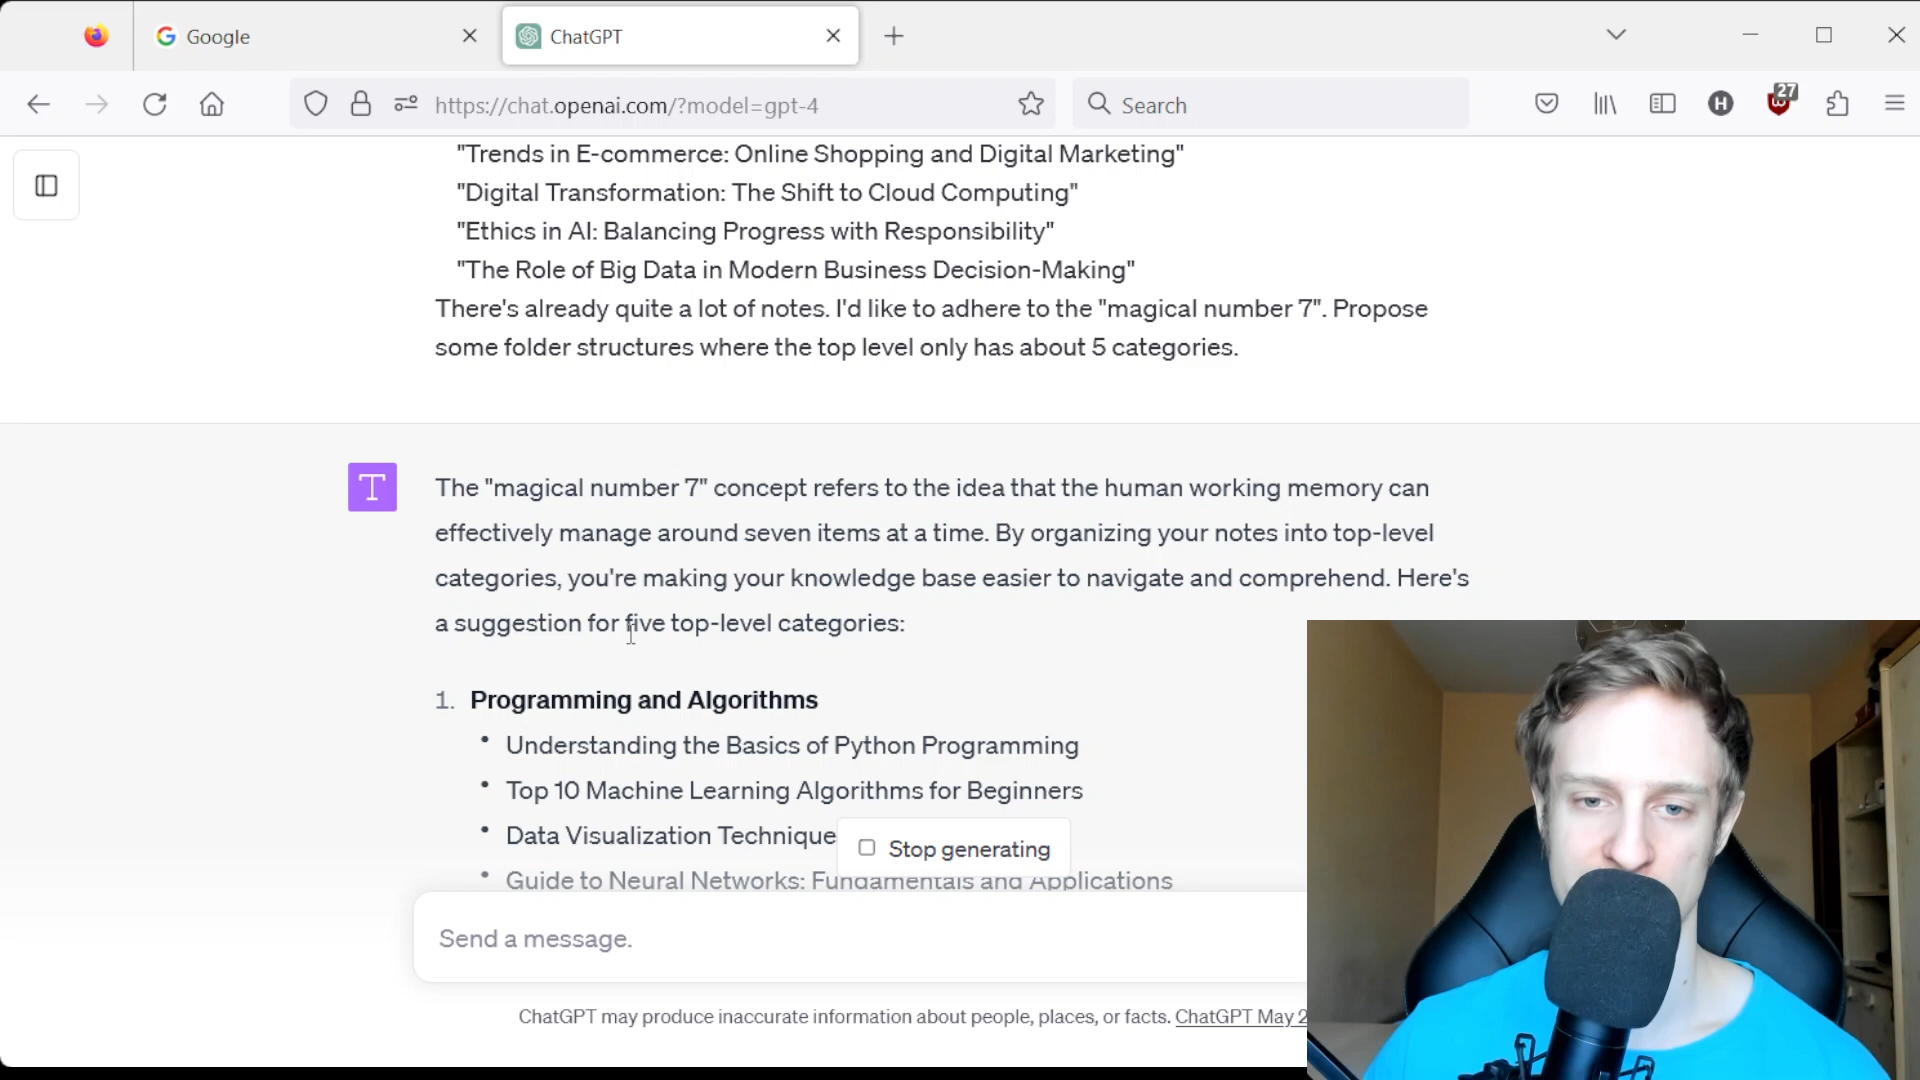 Google
ChatGPT
https://chat.openai.com/?model=gpt-4
Search
H
27
"Trends in E-commerce: Online Shopping and Digital Marketing"
"Digital Transformation: The Shift to Cloud Computing"
"Ethics in AI: Balancing Progress with Responsibility"
"The Role of Big Data in Modern Business Decision-Making"
There's already quite a lot of notes. I'd like to adhere to the "magical number 7". Propose
some folder structures where the top level only has about 5 categories.
T
The "magical number 7" concept refers to the idea that the human working memory can
effectively manage around seven items at a time. By organizing your notes into top-level
categories, you're making your knowledge base easier to navigate and comprehend. Here's
a suggestion for five top-level categories:
1. Programming and Algorithms
• Understanding the Basics of Python Programming
• Top 10 Machine Learning Algorithms for Beginners
• Data Visualization Technique
Stop generating
• Guide to Neural Networks: Fundamentals and Applications
Send a message.
ChatGPT may produce inaccurate information about people, places, or facts. ChatGPT May 2